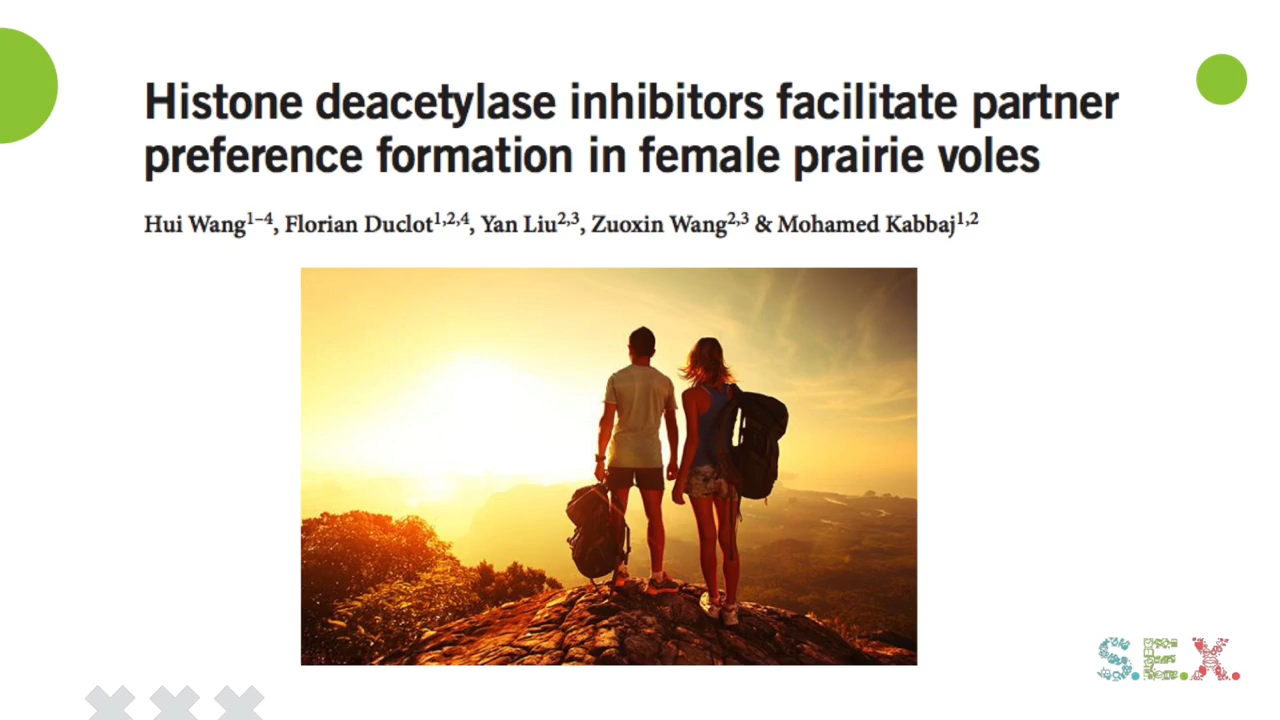 Histone deacetylase inhibitors facilitate partner
preference formation in female prairie voles
Hui Wang1–4, Florian Duclot1,2,4, Yan Liu2,3, Zuoxin Wang2,3 & Mohamed Kabbaj1,2
S.E.X.